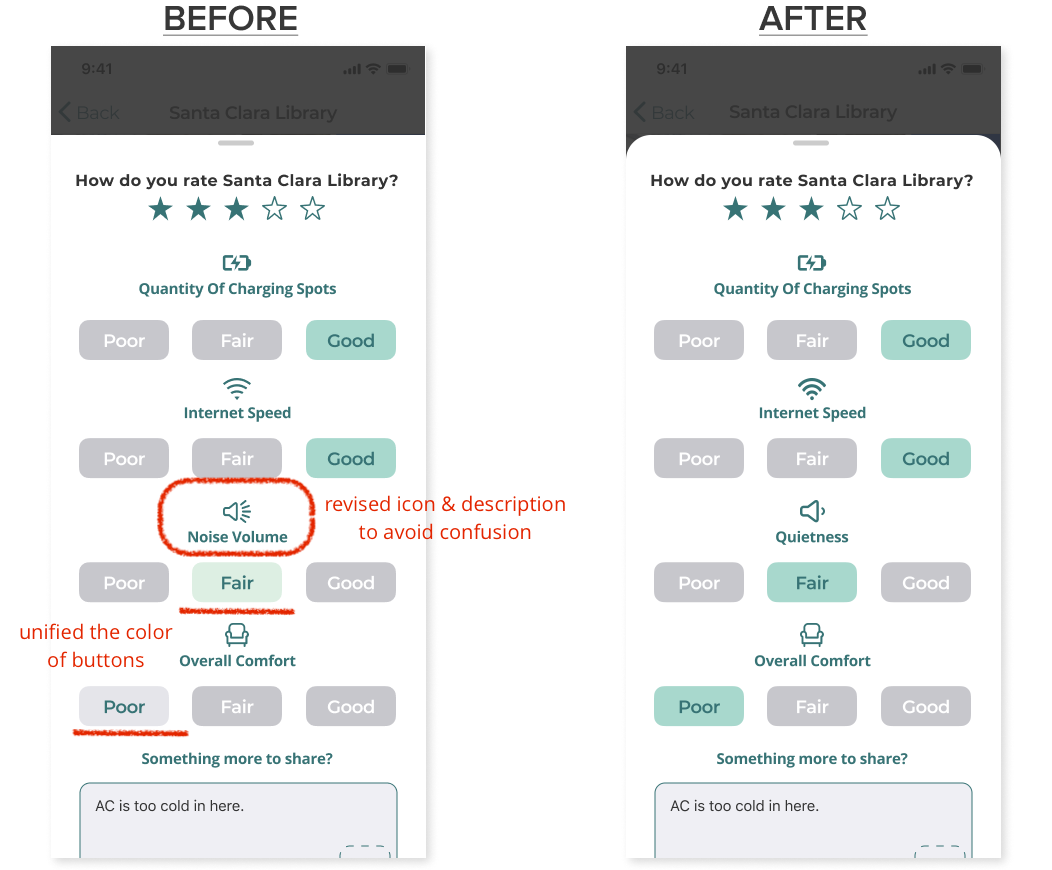 BEFORE
9:41
Back
Santa Clara Library
How do you rate Santa Clara Library?
Quantity Of Charging Spots
Poor
Fair
Good
Internet Speed
Poor
Fair
Good
Noise Volume
revised icon & description
to avoid confusion
Poor
Fair
Good
unified the color
of buttons
Overall Comfort
Poor
Fair
Good
Something more to share?
AC is too cold in here.
AFTER
9:41
Back
Santa Clara Library
How do you rate Santa Clara Library?
Quantity Of Charging Spots
Poor
Fair
Good
Internet Speed
Poor
Fair
Good
Quietness
Poor
Fair
Good
Overall Comfort
Poor
Fair
Good
Something more to share?
AC is too cold in here.